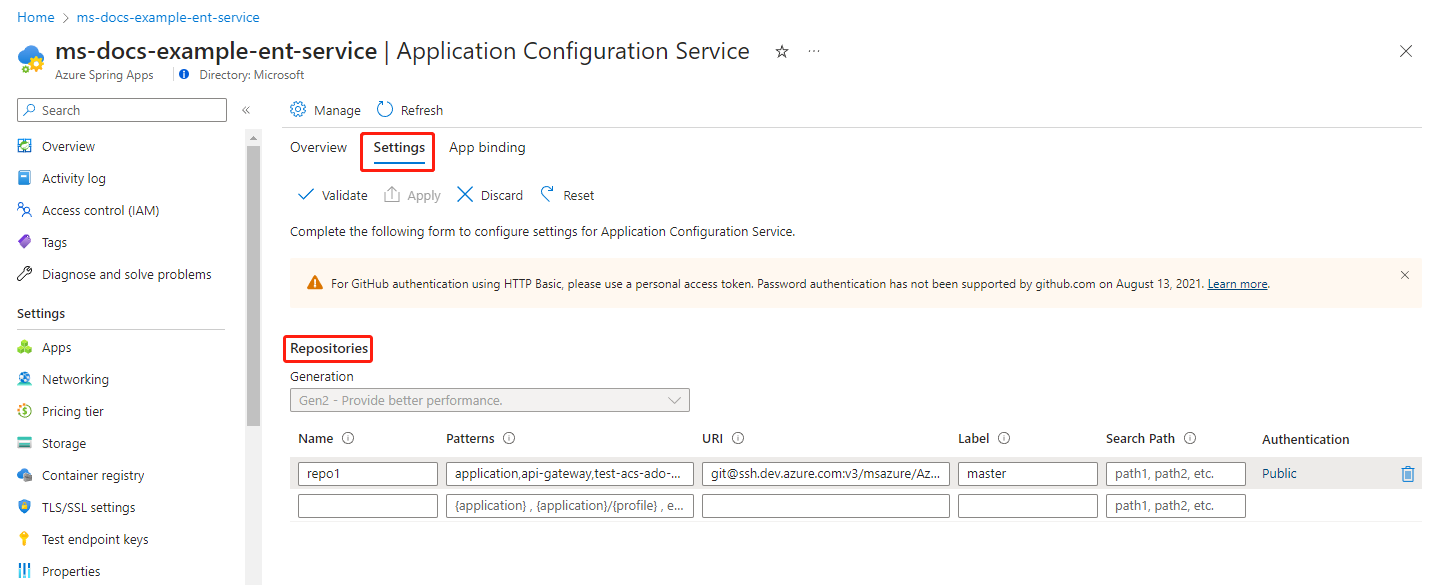 Home > ms-docs-example-ent-service
ms-docs-example-ent-service | Application Configuration Service
Azure Spring Apps Directory: Microsoft
Search
Overview
Activity log
Access control (IAM)
Tags
Diagnose and solve problems
Settings
Apps
Networking
Pricing tier
Storage
Container registry
TLS/SSL settings
Test endpoint keys
Properties
Manage Refresh
Overview Settings App binding
Validate Apply Discard Reset
Complete the following form to configure settings for Application Configuration Service.
For GitHub authentication using HTTP Basic, please use a personal access token. Password authentication has not been supported by github.com on August 13, 2021. Learn more.
Repositories
Generation
Gen2 - Provide better performance.
Name Patterns URI Label Search Path Authentication
repo1 application,api-gateway,test-acs-ado-... git@ssh.dev.azure.com:v3/msazure/Az... master path1, path2, etc. Public
{application} , {application}/{profile} , e... path1, path2, etc.